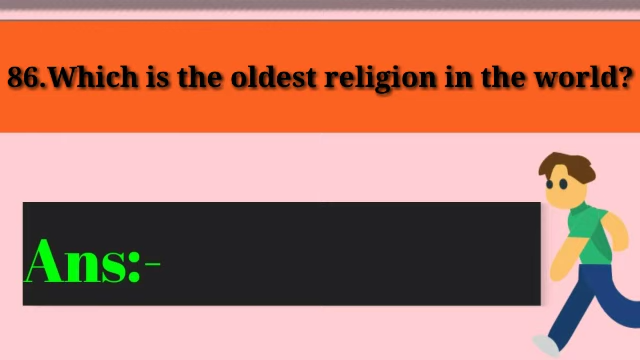 86.Which is the oldest religion in the world?
Ans:-